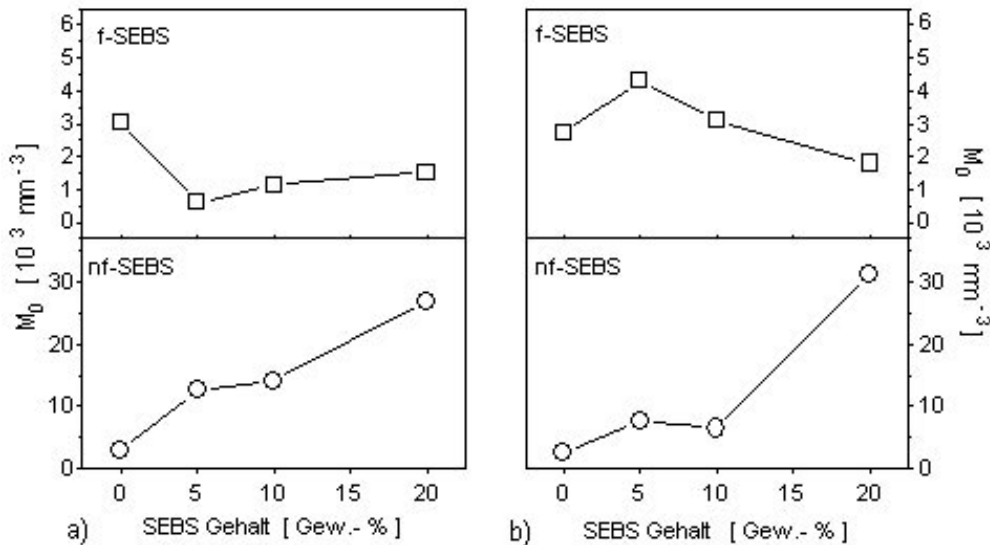 f-SEBS
6
5
4
3
2
1
0
nf-SEBS
30
20
10
0
M₀ [ 10 ³ mm ⁻³ ]
0 5 10 15 20
a) SEBS Gehalt [ Gew.- % ]
f-SEBS
6
5
4
3
2
1
0
nf-SEBS
30
20
10
0
M₀ [ 10 ³ mm ⁻³ ]
0 5 10 15 20
b) SEBS Gehalt [ Gew.- % ]